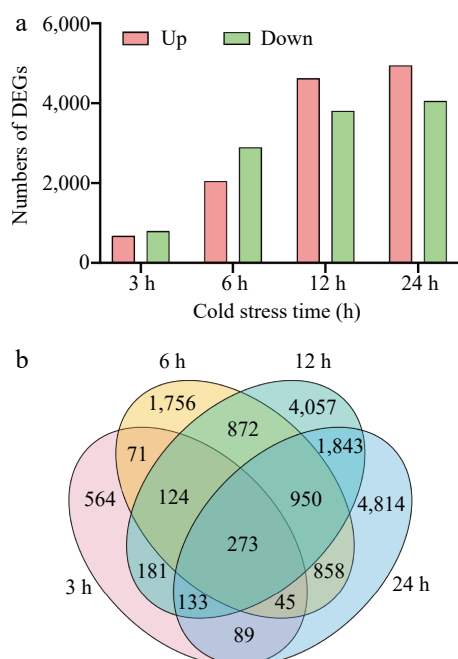 a
6,000
Up Down
4,000
Numbers of DEGs
2,000
0
3 h 6 h 12 h 24 h
Cold stress time (h)
b
6 h 12 h
1,756 4,057
872
71 1,843
564 124 950 4,814
273
181 858
3 h 133 45 24 h
89